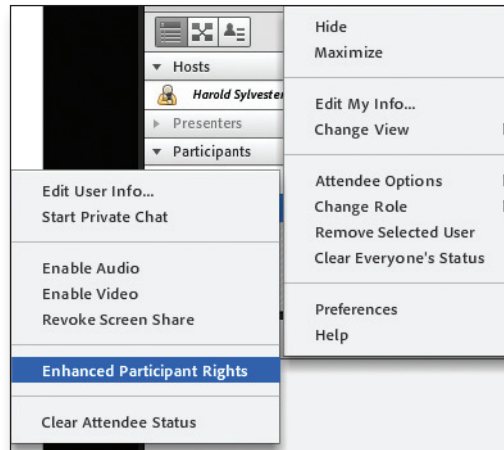 Hosts
Harold Sylvester
Presenters
Participants
Edit User Info...
Start Private Chat
Enable Audio
Enable Video
Revoke Screen Share
Enhanced Participant Rights
Clear Attendee Status
Hide
Maximize
Edit My Info...
Change View
Attendee Options
Change Role
Remove Selected User
Clear Everyone's Status
Preferences
Help